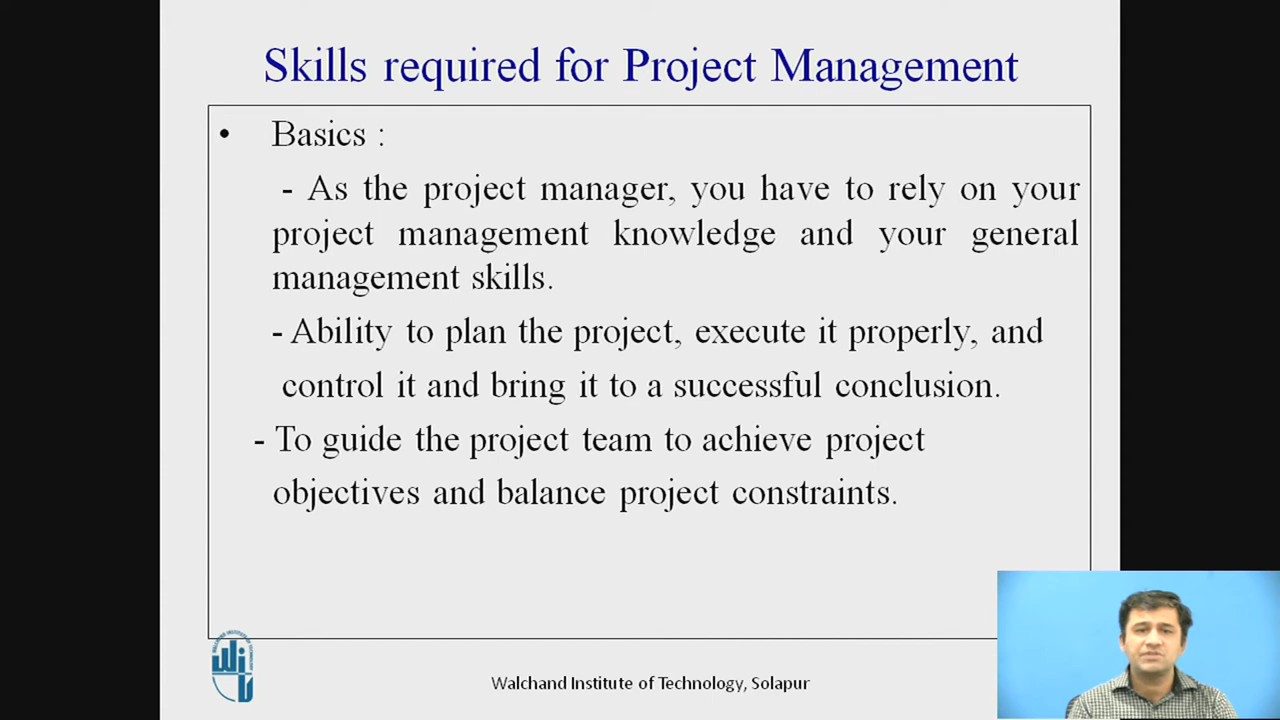 Skills required for Project Management
• Basics :
- As the project manager, you have to rely on your
project management knowledge and your general
management skills.
- Ability to plan the project, execute it properly, and
control it and bring it to a successful conclusion.
- To guide the project team to achieve project
objectives and balance project constraints.
Walchand Institute of Technology, Solapur